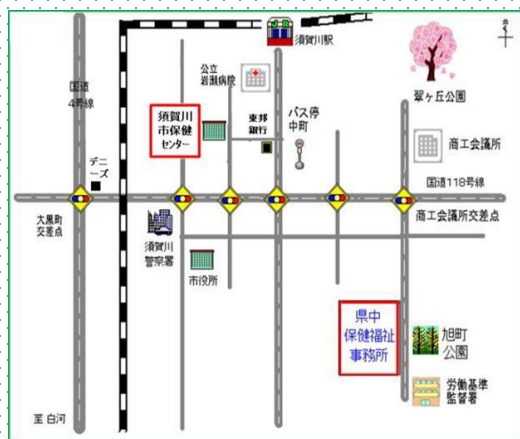 須賀川駅
北
公立
岩瀬病院
国道
4号線
翠ヶ丘公園
須賀川
市保健
センター
東邦
銀行
バス停
中町
商工会議所
デニ
ーズ
国道118号線
大黒町
交差点
商工会議所交差点
須賀川
警察署
市役所
県中
保健福祉
事務所
旭町
公園
労働基準
監督署
至 白河